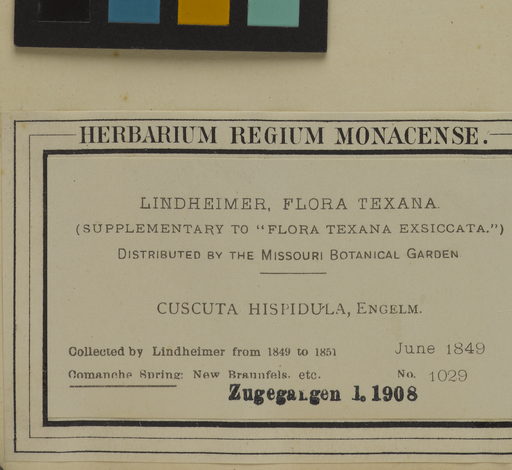 HERBARIUM REGIUM MONACENSE.
LINDHEIMER, FLORA TEXANA.
(SUPPLEMENTARY TO "FLORA TEXANA EXSICCATA.")
DISTRIBUTED BY THE MISSOURI BOTANICAL GARDEN
CUSCUTA HISPIDULA, ENGELM.
Collected by Lindheimer from 1849 to 1851 June 1849
Comanche Spring: New Braunfels, etc. No. 1029
Zugegangen 1. 1908